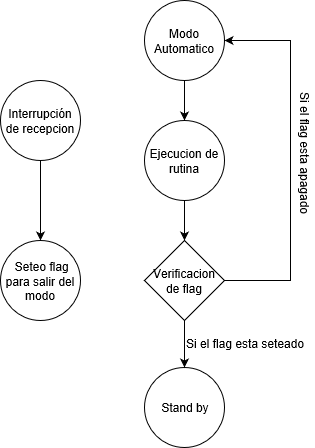 Modo
Automatico
Interrupción
de recepcion
Ejecucion de
rutina
Si el flag esta apagado
Seteo flag
para salir del
modo
Verificacion
de flag
Si el flag esta seteado
Stand by